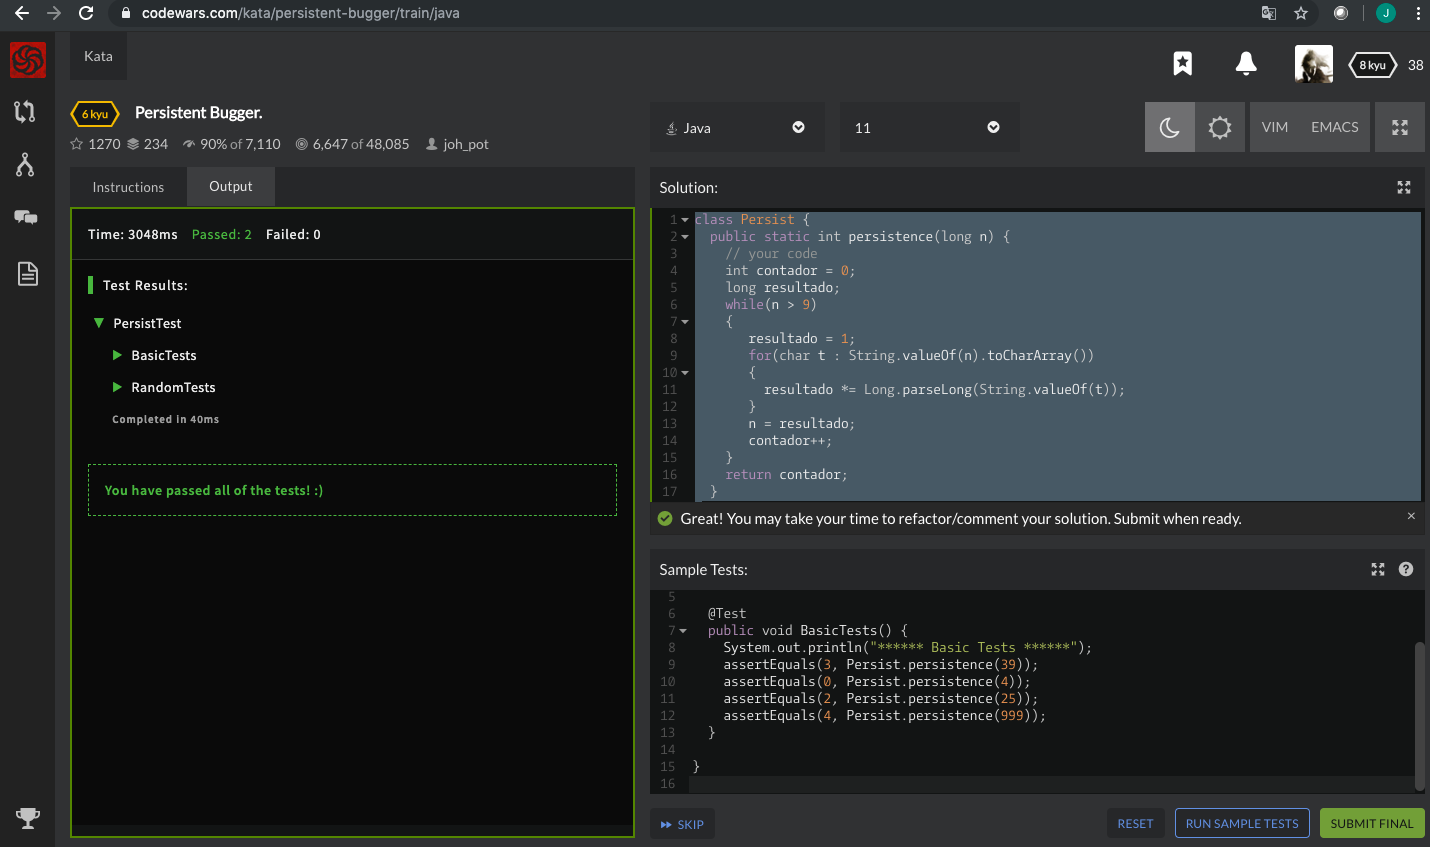 codewars.com/kata/persistent-bugger/train/java
J
Kata
8 kyu
38
6 kyu
Persistent Bugger.
1270 234 90% of 7,110 6,647 of 48,085 joh_pot
Java
11
VIM
EMACS
Instructions
Output
Time: 3048ms Passed: 2 Failed: 0
Test Results:
PersistTest
BasicTests
RandomTests
Completed in 40ms
You have passed all of the tests! :)
Solution:
1 class Persist {
2 public static int persistence(long n) {
3 // your code
4 int contador = 0;
5 long resultado;
6 while(n > 9)
7 {
8 resultado = 1;
9 for(char t : String.valueOf(n).toCharArray())
10 {
11 resultado *= Long.parseLong(String.valueOf(t));
12 }
13 n = resultado;
14 contador++;
15 }
16 return contador;
17 }
Great! You may take your time to refactor/comment your solution. Submit when ready.
×
Sample Tests:
5
6 @Test
7 public void BasicTests() {
8 System.out.println("****** Basic Tests ******");
9 assertEquals(3, Persist.persistence(39));
10 assertEquals(0, Persist.persistence(4));
11 assertEquals(2, Persist.persistence(25));
12 assertEquals(4, Persist.persistence(999));
13 }
14
15 }
16
SKIP
RESET
RUN SAMPLE TESTS
SUBMIT FINAL